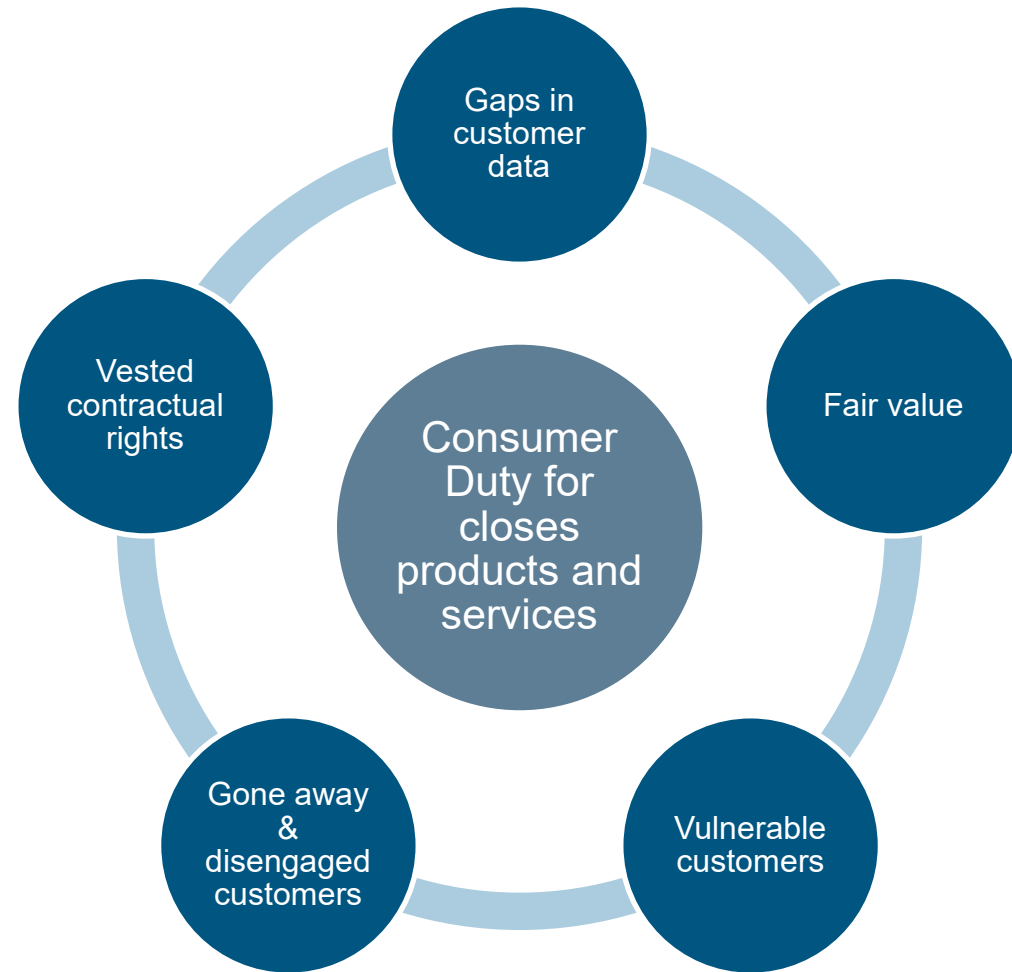 Gaps in
customer
data
Fair value
Vulnerable
customers
Gone away
&
disengaged
customers
Vested
contractual
rights
Consumer
Duty for
closes
products and
services